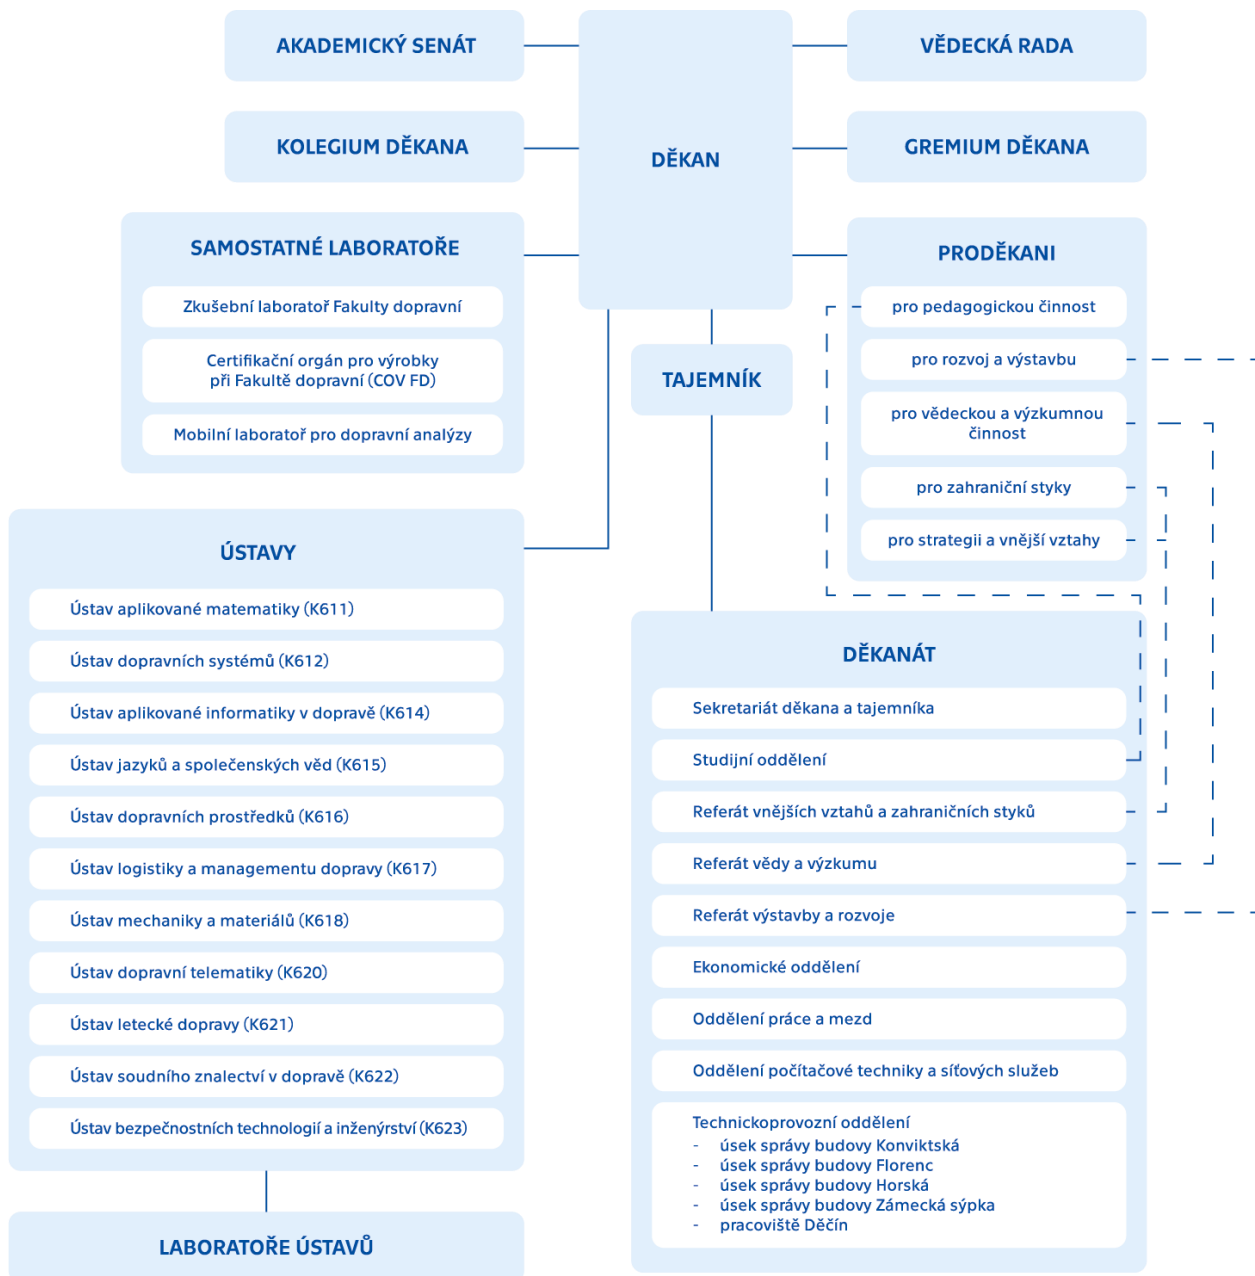 AKADEMICKÝ SENÁT
VĚDECKÁ RADA
KOLEGIUM DĚKANA
DĚKAN
GREMIUM DĚKANA
SAMOSTATNÉ LABORATOŘE
Zkušební laboratoř Fakulty dopravní
Certifikační orgán pro výrobky
při Fakultě dopravní (COV FD)
Mobilní laboratoř pro dopravní analýzy
TAJEMNÍK
PRODĚKANI
pro pedagogickou činnost
pro rozvoj a výstavbu
pro vědeckou a výzkumnou
činnost
pro zahraniční styky
pro strategii a vnější vztahy
ÚSTAVY
Ústav aplikované matematiky (K611)
Ústav dopravních systémů (K612)
Ústav aplikované informatiky v dopravě (K614)
Ústav jazyků a společenských věd (K615)
Ústav dopravních prostředků (K616)
Ústav logistiky a managementu dopravy (K617)
Ústav mechaniky a materiálů (K618)
Ústav dopravní telematiky (K620)
Ústav letecké dopravy (K621)
Ústav soudního znalectví v dopravě (K622)
Ústav bezpečnostních technologií a inženýrství (K623)
LABORATOŘE ÚSTAVŮ
DĚKANÁT
Sekretariát děkana a tajemníka
Studijní oddělení
Referát vnějších vztahů a zahraničních styků
Referát vědy a výzkumu
Referát výstavby a rozvoje
Ekonomické oddělení
Oddělení práce a mezd
Oddělení počítačové techniky a síťových služeb
Technickoprovozní oddělení
- úsek správy budovy Konviktská
- úsek správy budovy Florenc
- úsek správy budovy Horská
- úsek správy budovy Zámecká sýpka
- pracoviště Děčín